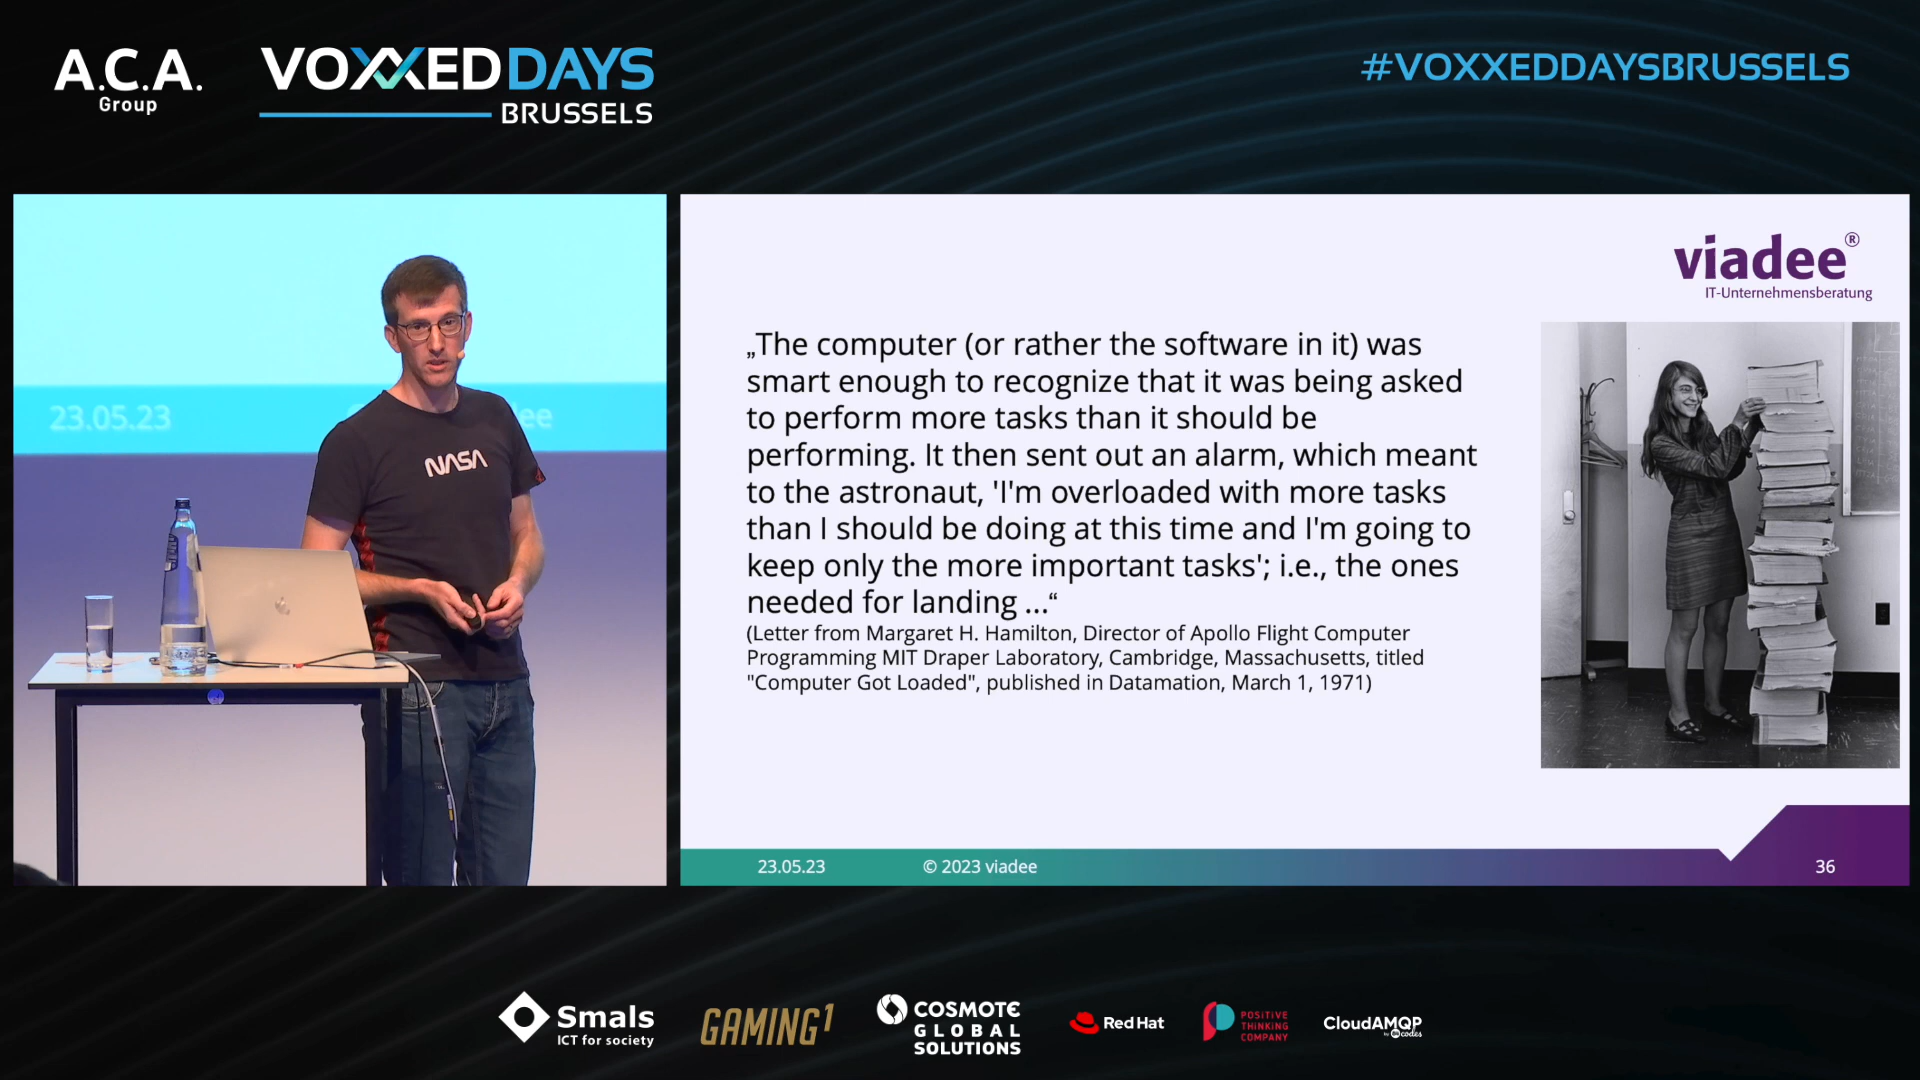 A.C.A.
Group
VOXXEDDAYS
BRUSSELS
#VOXXEDDAYSBRUSSELS
23.05.23
ee
NASA
viadee®
IT-Unternehmensberatung
„The computer (or rather the software in it) was
smart enough to recognize that it was being asked
to perform more tasks than it should be
performing. It then sent out an alarm, which meant
to the astronaut, 'I'm overloaded with more tasks
than I should be doing at this time and I'm going to
keep only the more important tasks'; i.e., the ones
needed for landing ...“
(Letter from Margaret H. Hamilton, Director of Apollo Flight Computer
Programming MIT Draper Laboratory, Cambridge, Massachusetts, titled
"Computer Got Loaded", published in Datamation, March 1, 1971)
23.05.23 © 2023 viadee 36
Smals
ICT for society
GAMING1
COSMOTE
GLOBAL
SOLUTIONS
Red Hat
POSITIVE
THINKING
COMPANY
CloudAMQP
by 84codes